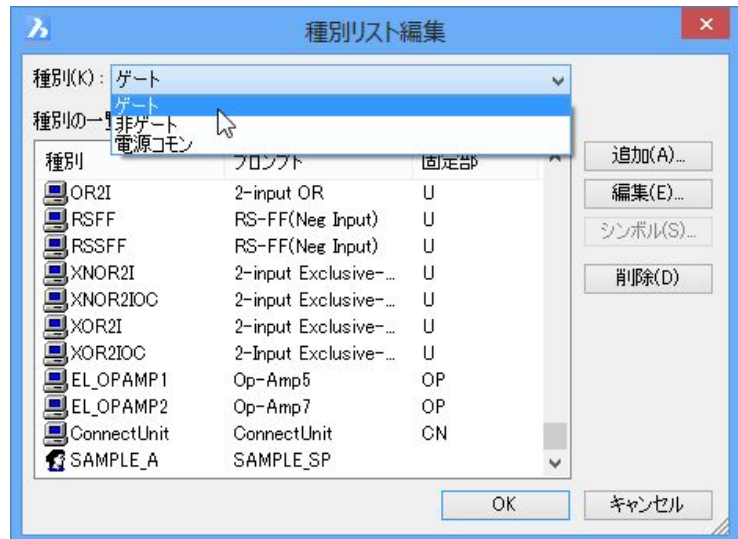 種別リスト編集
種別(K): ゲート
ゲート
非ゲート
電源コモン
種別の一覧
種別 プロンプト 固定部
OR2I 2-input OR U
RSFF RS-FF(Neg Input) U
RSSFF RS-FF(Neg Input) U
XNOR2I 2-input Exclusive-... U
XNOR2IOC 2-input Exclusive-... U
XOR2I 2-input Exclusive-... U
XOR2IOC 2-Input Exclusive-... U
EL_OPAMP1 Op-Amp5 OP
EL_OPAMP2 Op-Amp7 OP
ConnectUnit ConnectUnit CN
SAMPLE_A SAMPLE_SP
追加(A)...
編集(E)...
シンボル(S)...
削除(D)
OK
キャンセル